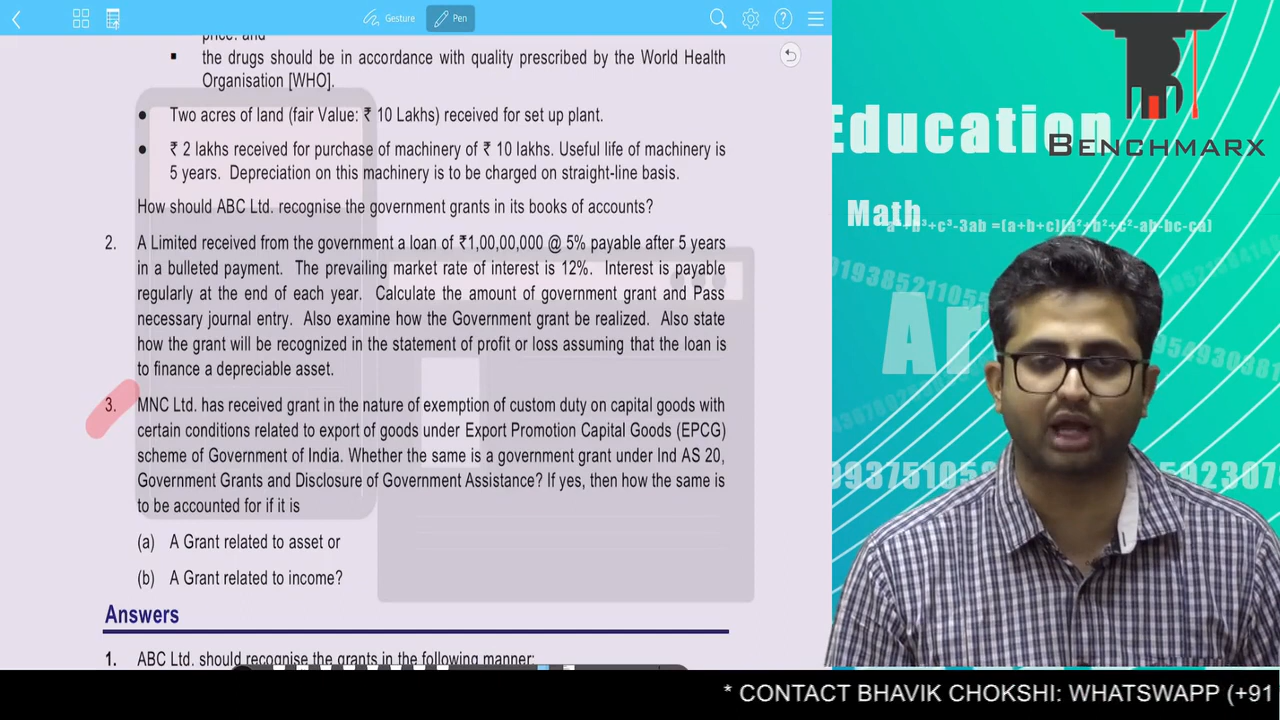 Gesture
Pen
price: and
▪ the drugs should be in accordance with quality prescribed by the World Health
Organisation [WHO].
● Two acres of land (fair Value: ₹ 10 Lakhs) received for set up plant.
● ₹ 2 lakhs received for purchase of machinery of ₹ 10 lakhs. Useful life of machinery is
5 years. Depreciation on this machinery is to be charged on straight-line basis.
How should ABC Ltd. recognise the government grants in its books of accounts?
2. A Limited received from the government a loan of ₹1,00,00,000 @ 5% payable after 5 years
in a bulleted payment. The prevailing market rate of interest is 12%. Interest is payable
regularly at the end of each year. Calculate the amount of government grant and Pass
necessary journal entry. Also examine how the Government grant be realized. Also state
how the grant will be recognized in the statement of profit or loss assuming that the loan is
to finance a depreciable asset.
3. MNC Ltd. has received grant in the nature of exemption of custom duty on capital goods with
certain conditions related to export of goods under Export Promotion Capital Goods (EPCG)
scheme of Government of India. Whether the same is a government grant under Ind AS 20,
Government Grants and Disclosure of Government Assistance? If yes, then how the same is
to be accounted for if it is
(a) A Grant related to asset or
(b) A Grant related to income?
Answers
1. ABC Ltd. should recognise the grants in the following manner:
Education
BENCHMARX
Math
a³+b³+c³-3ab =(a+b+c)(a²+b²+c²-ab-bc-ca)
* CONTACT BHAVIK CHOKSHI: WHATSWAPP (+91